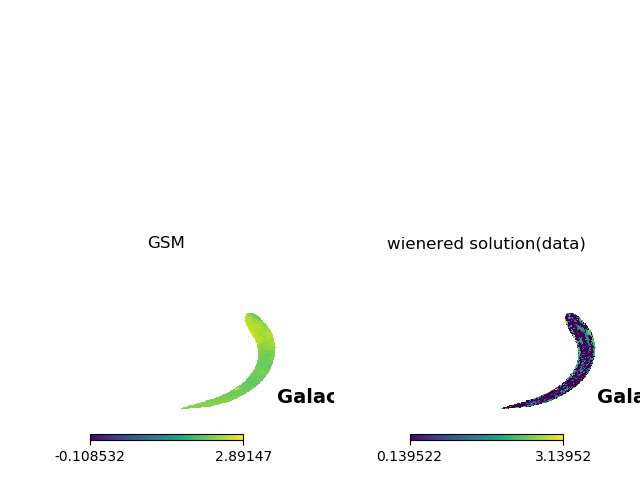 GSM
wienered solution(data)
Galac
Gala
-0.108532
2.89147
0.139522
3.13952